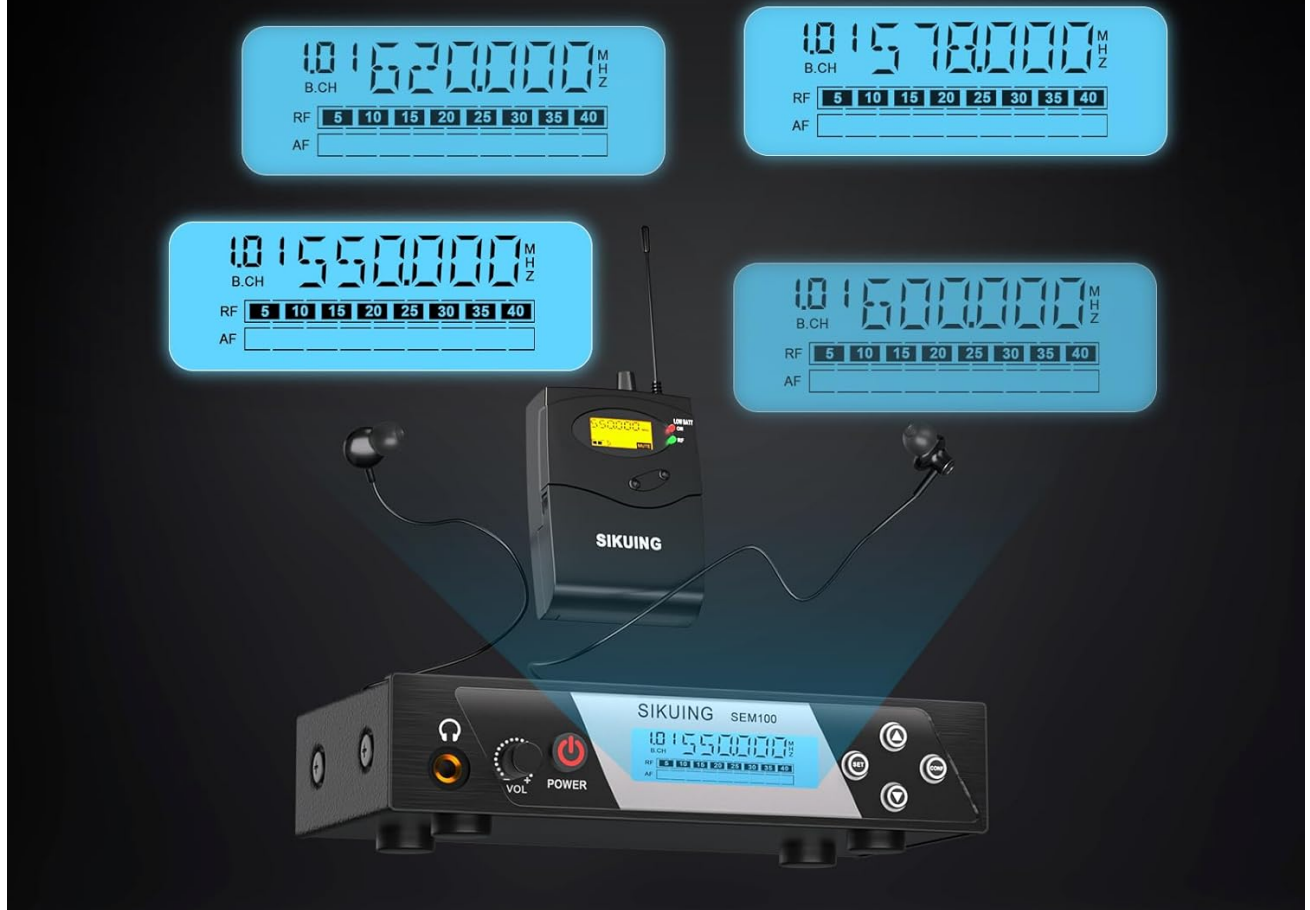 1.01 620.000 MHZ
B.CH
RF 5 10 15 20 25 30 35 40
AF
1.01 578.000 MHZ
B.CH
RF 5 10 15 20 25 30 35 40
AF
1.01 550.000 MHZ
B.CH
RF 5 10 15 20 25 30 35 40
AF
1.01 600.000 MHZ
B.CH
RF 5 10 15 20 25 30 35 40
AF
LOW BATT
550.000 ON
RF
MUTE
SIKUING
SIKUING SEM100
1.01 550.000 MHZ
B.CH
RF 5 10 15 20 25 30 35 40
AF
SET CONF
VOL + POWER